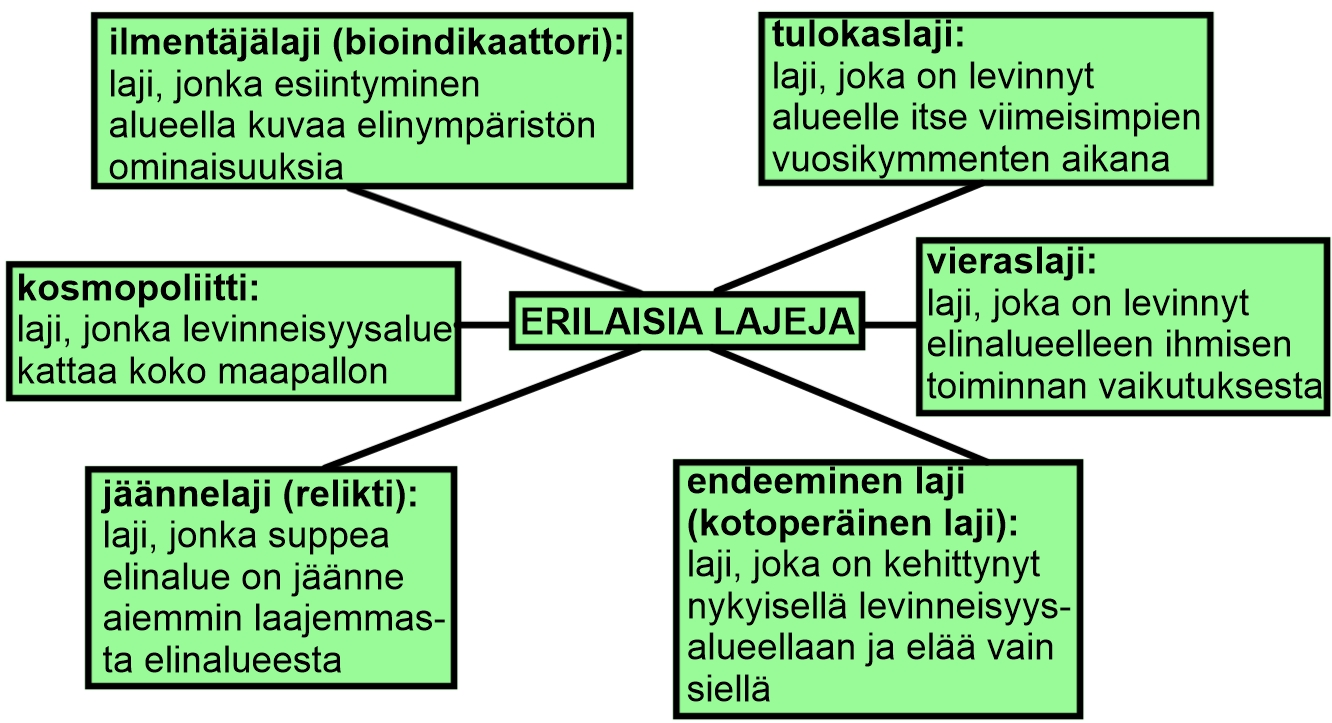 ilmentäjälaji (bioindikaattori):
laji, jonka esiintyminen
alueella kuvaa elinympäristön
ominaisuuksia
tulokaslaji:
laji, joka on levinnyt
alueelle itse viimeisimpien
vuosikymmenten aikana
kosmopoliitti:
laji, jonka levinneisyysalue
kattaa koko maapallon
ERILAISIA LAJEJA
vieraslaji:
laji, joka on levinnyt
elinalueelleen ihmisen
toiminnan vaikutuksesta
jäännelaji (relikti):
laji, jonka suppea
elinalue on jäänne
aiemmin laajemmas-
ta elinalueesta
endeeminen laji
(kotoperäinen laji):
laji, joka on kehittynyt
nykyisellä levinneisyys-
alueellaan ja elää vain
siellä